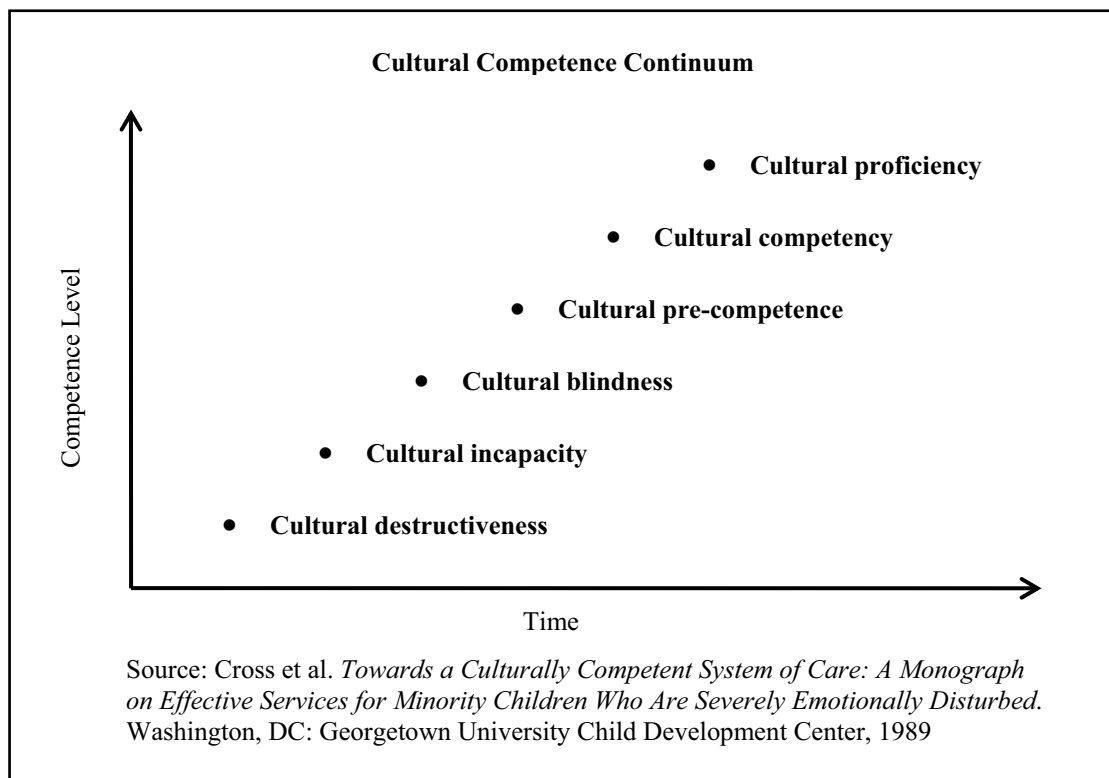 Cultural Competence Continuum
Cultural proficiency
Cultural competency
Cultural pre-competence
Cultural blindness
Cultural incapacity
Cultural destructiveness
Competence Level
Time
Source: Cross et al. Towards a Culturally Competent System of Care: A Monograph
on Effective Services for Minority Children Who Are Severely Emotionally Disturbed.
Washington, DC: Georgetown University Child Development Center, 1989